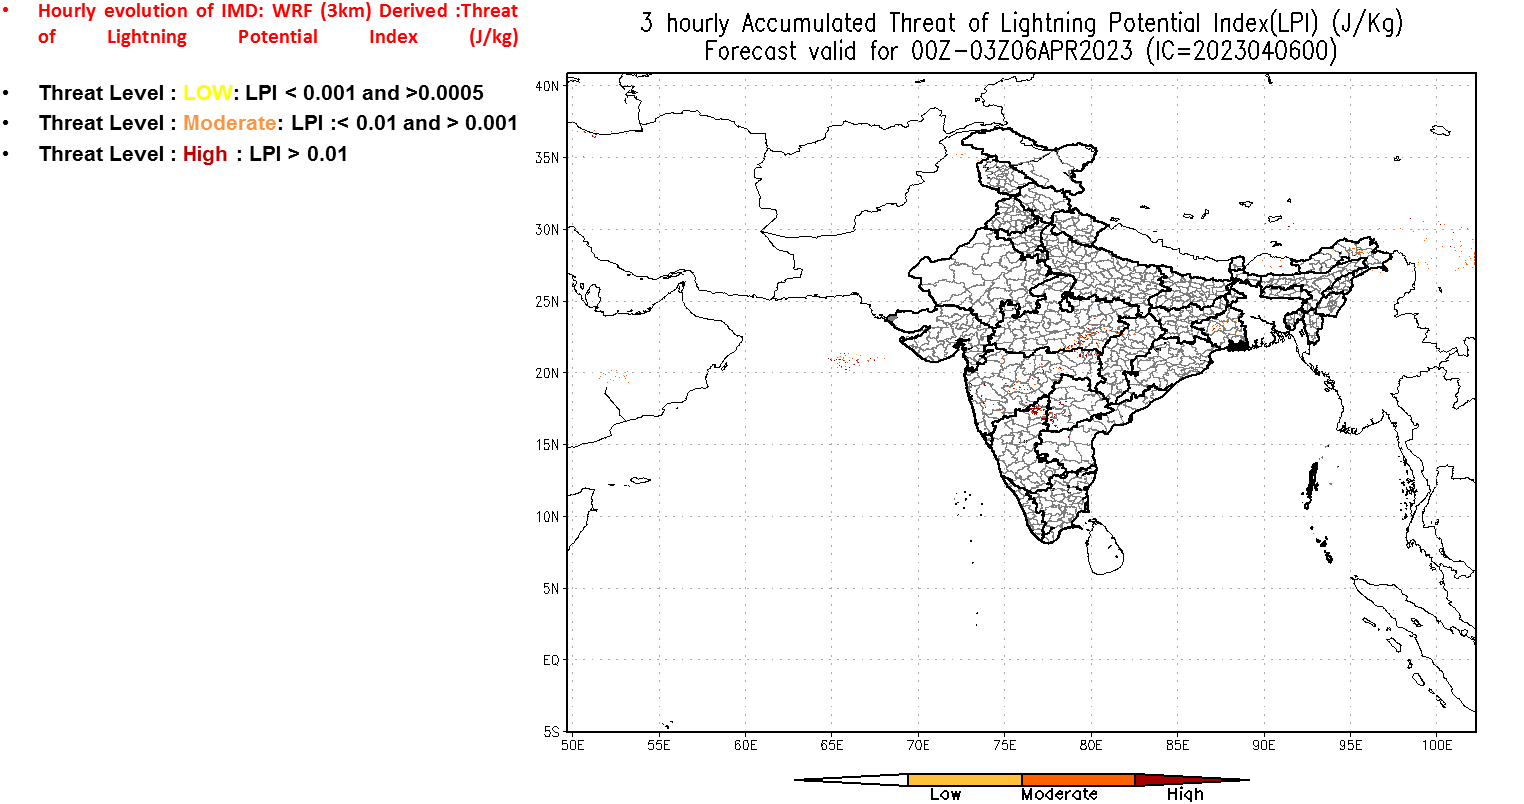 • Hourly evolution of IMD: WRF (3km) Derived :Threat
of Lightning Potential Index (J/kg)
• Threat Level : LOW: LPI < 0.001 and >0.0005
• Threat Level : Moderate: LPI :< 0.01 and > 0.001
• Threat Level : High : LPI > 0.01
3 hourly Accumulated Threat of Lightning Potential Index(LPI) (J/Kg)
Forecast valid for 00Z-03Z06APR2023 (IC=2023040600)
40N
35N
30N
25N
20N
15N
10N
5N
EQ
5S
50E 55E 60E 65E 70E 75E 80E 85E 90E 95E 100E
Low Moderate High